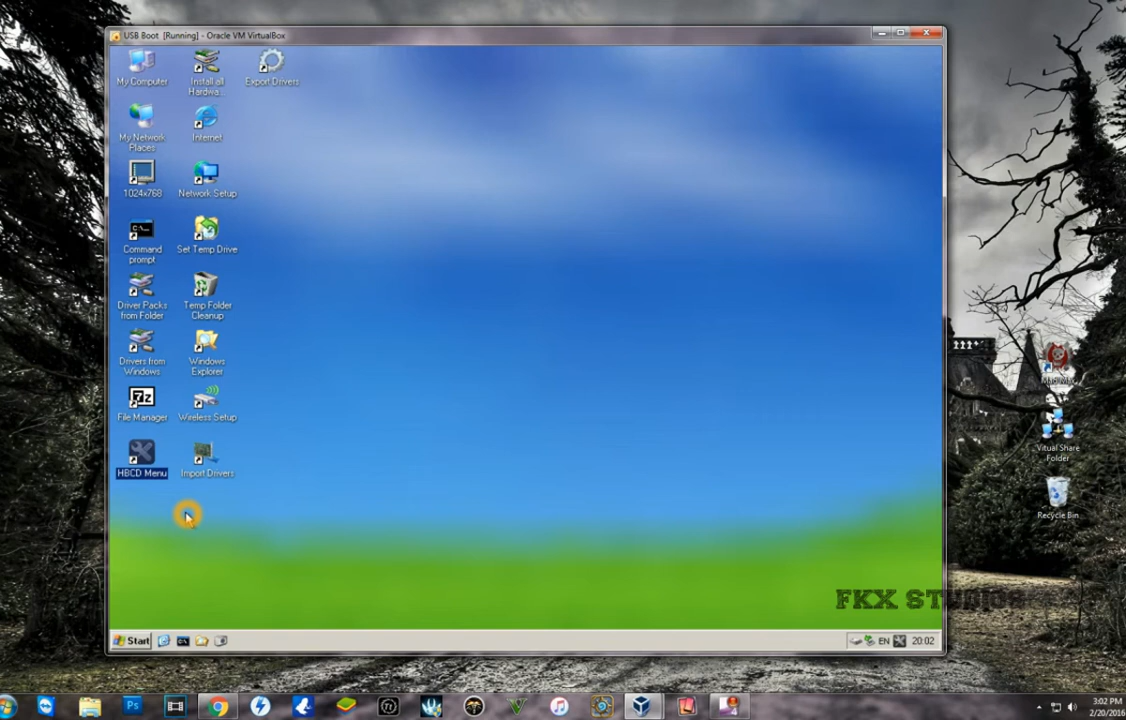 USB Boot [Running] - Oracle VM VirtualBox
My Computer
Install all
Hardwa...
Export Drivers
My Network
Places
Internet
1024x768
Network Setup
Command
prompt
Set Temp Drive
Driver Packs
from Folder
Temp Folder
Cleanup
Drivers from
Windows
Windows
Explorer
File Manager
Wireless Setup
HBCD Menu
Import Drivers
Start
EN
20:02
Virtual Share
Folder
Recycle Bin
FKX STUDIOS
3:02 PM
2/20/2016